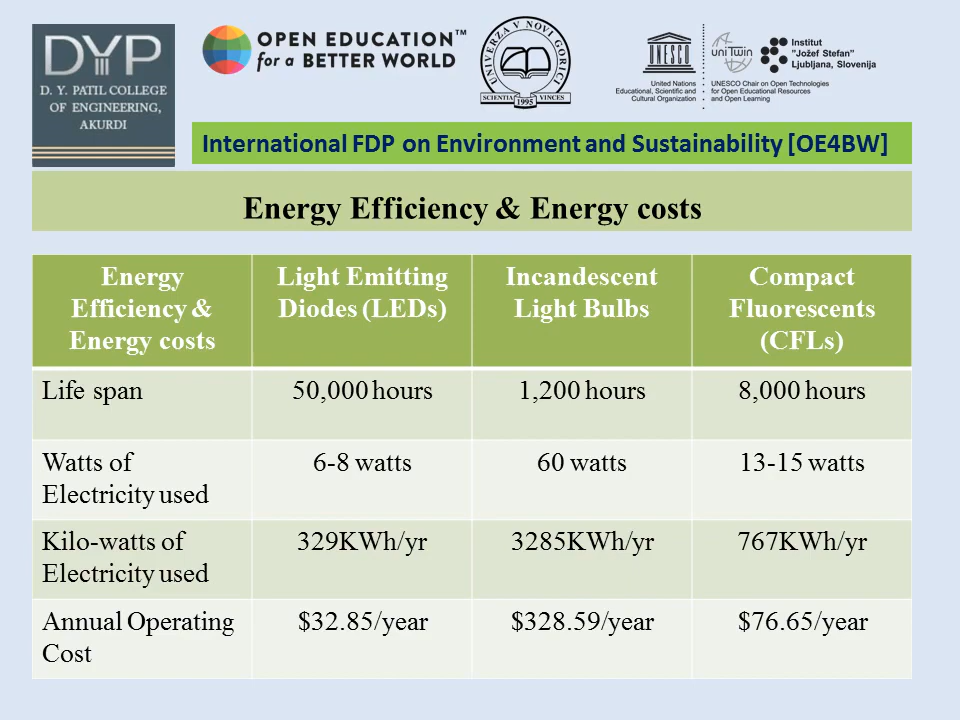 DYP
D. Y. PATIL COLLEGE
OF ENGINEERING,
AKURDI
OPEN EDUCATION™
for a BETTER WORLD
UNIVERZA V NOVI GORICI
SCIENTIA VINCES
1995
UNESCO
United Nations
Educational, Scientific and
Cultural Organization
uniTwin
Institut
"Jožef Stefan"
Ljubljana, Slovenija
UNESCO Chair on Open Technologies
for Open Educational Resources
and Open Learning
International FDP on Environment and Sustainability [OE4BW]
Energy Efficiency & Energy costs
Energy
Efficiency &
Energy costs
Light Emitting
Diodes (LEDs)
Incandescent
Light Bulbs
Compact
Fluorescents
(CFLs)
Life span
50,000 hours
1,200 hours
8,000 hours
Watts of
Electricity used
6-8 watts
60 watts
13-15 watts
Kilo-watts of
Electricity used
329KWh/yr
3285KWh/yr
767KWh/yr
Annual Operating
Cost
$32.85/year
$328.59/year
$76.65/year